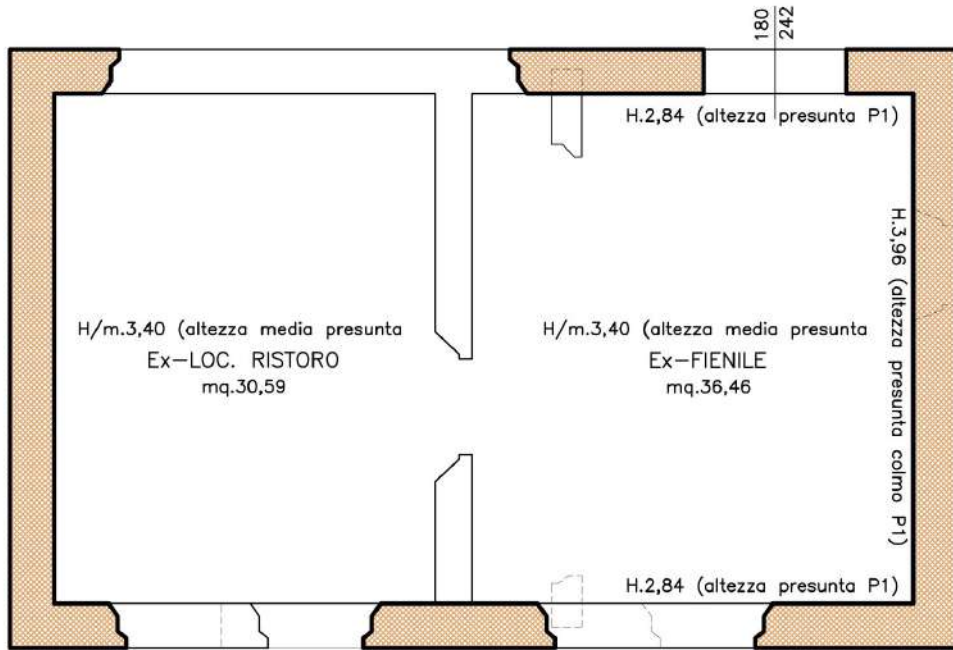 180
242
H.2,84 (altezza presunta P1)
H.3,96 (altezza presunta colmo P1)
H/m.3,40 (altezza media presunta
Ex-LOC. RISTORO
mq.30,59
H/m.3,40 (altezza media presunta
Ex-FIENILE
mq.36,46
H.2,84 (altezza presunta P1)